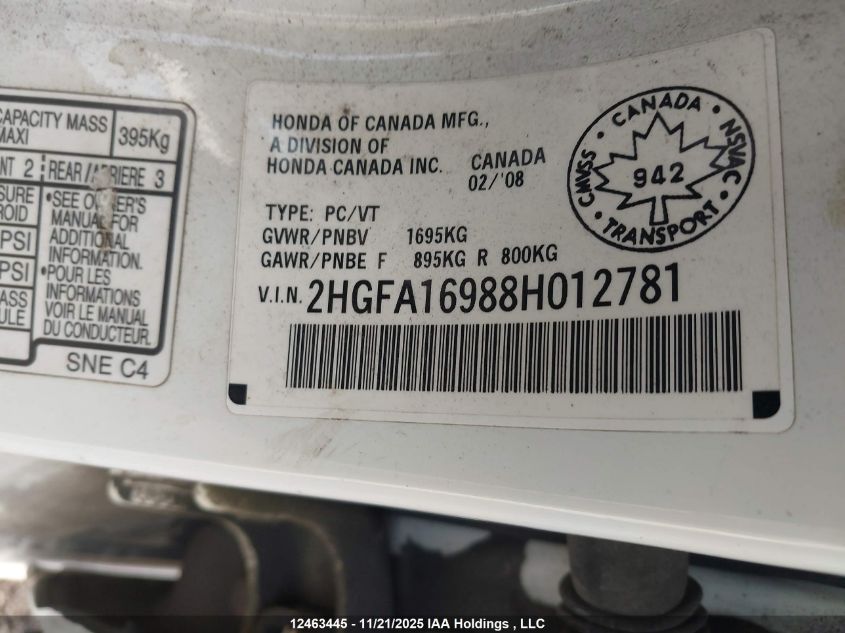 CAPACITY MASS
MAXI
395Kg
NT 2
REAR/ARRIERE 3
SURE
ROID
PSI
PSI
ASS
ULE
•SEE OWNER'S
MANUAL FOR
ADDITIONAL
INFORMATION.
•POUR LES
INFORMATIONS
VOIR LE MANUAL
DU CONDUCTEUR.
SNE C4
HONDA OF CANADA MFG.,
A DIVISION OF
HONDA CANADA INC.
CANADA
02/'08
TYPE: PC/VT
GVWR/PNBV 1695KG
GAWR/PNBE F 895KG R 800KG
V.I.N. 2HGFA16988H012781
CANADA
CMVSS
NSVAC
942
TRANSPORT
12463445 - 11/21/2025 IAA Holdings , LLC